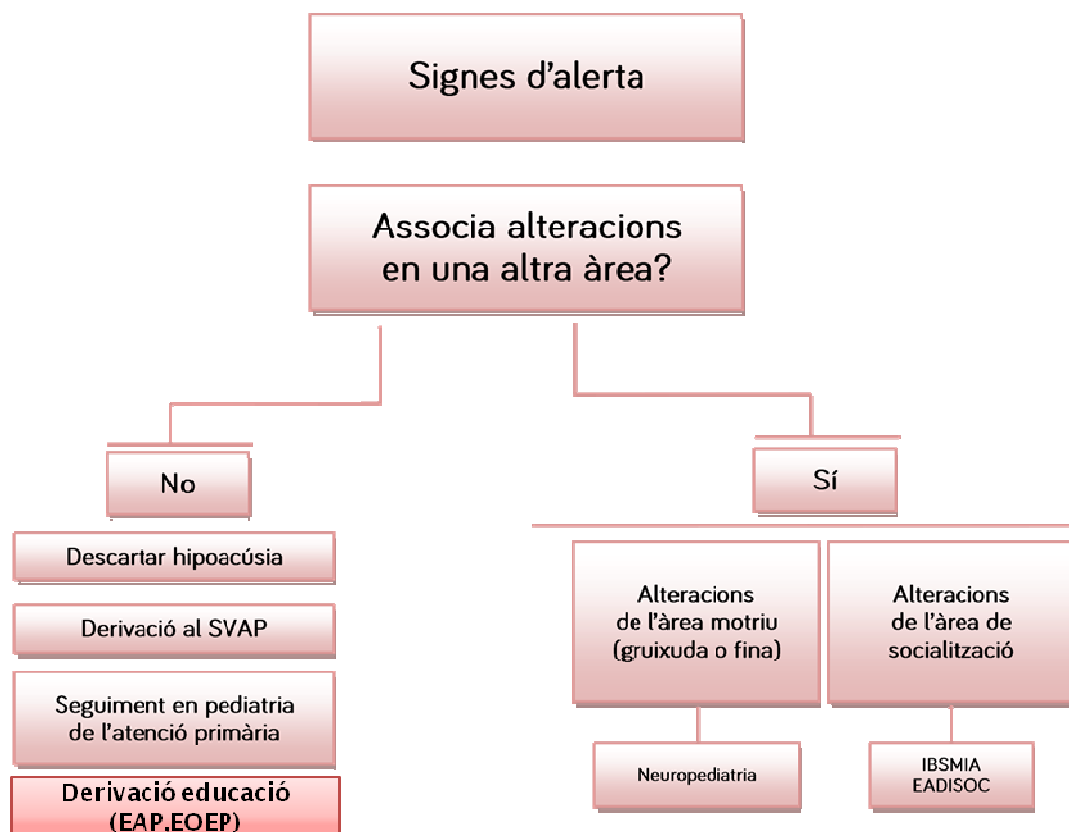 Signes d'alerta
Associa alteracions
en una altra àrea?
No
Descartar hipoacúsia
Derivació al SVAP
Seguiment en pediatria
de l'atenció primària
Derivació educació
(EAP,EOEP)
Sí
Alteracions
de l'àrea motriu
(gruixuda o fina)
Neuropediatria
Alteracions
de l'àrea de
socialització
IBSMIA
EADISOC